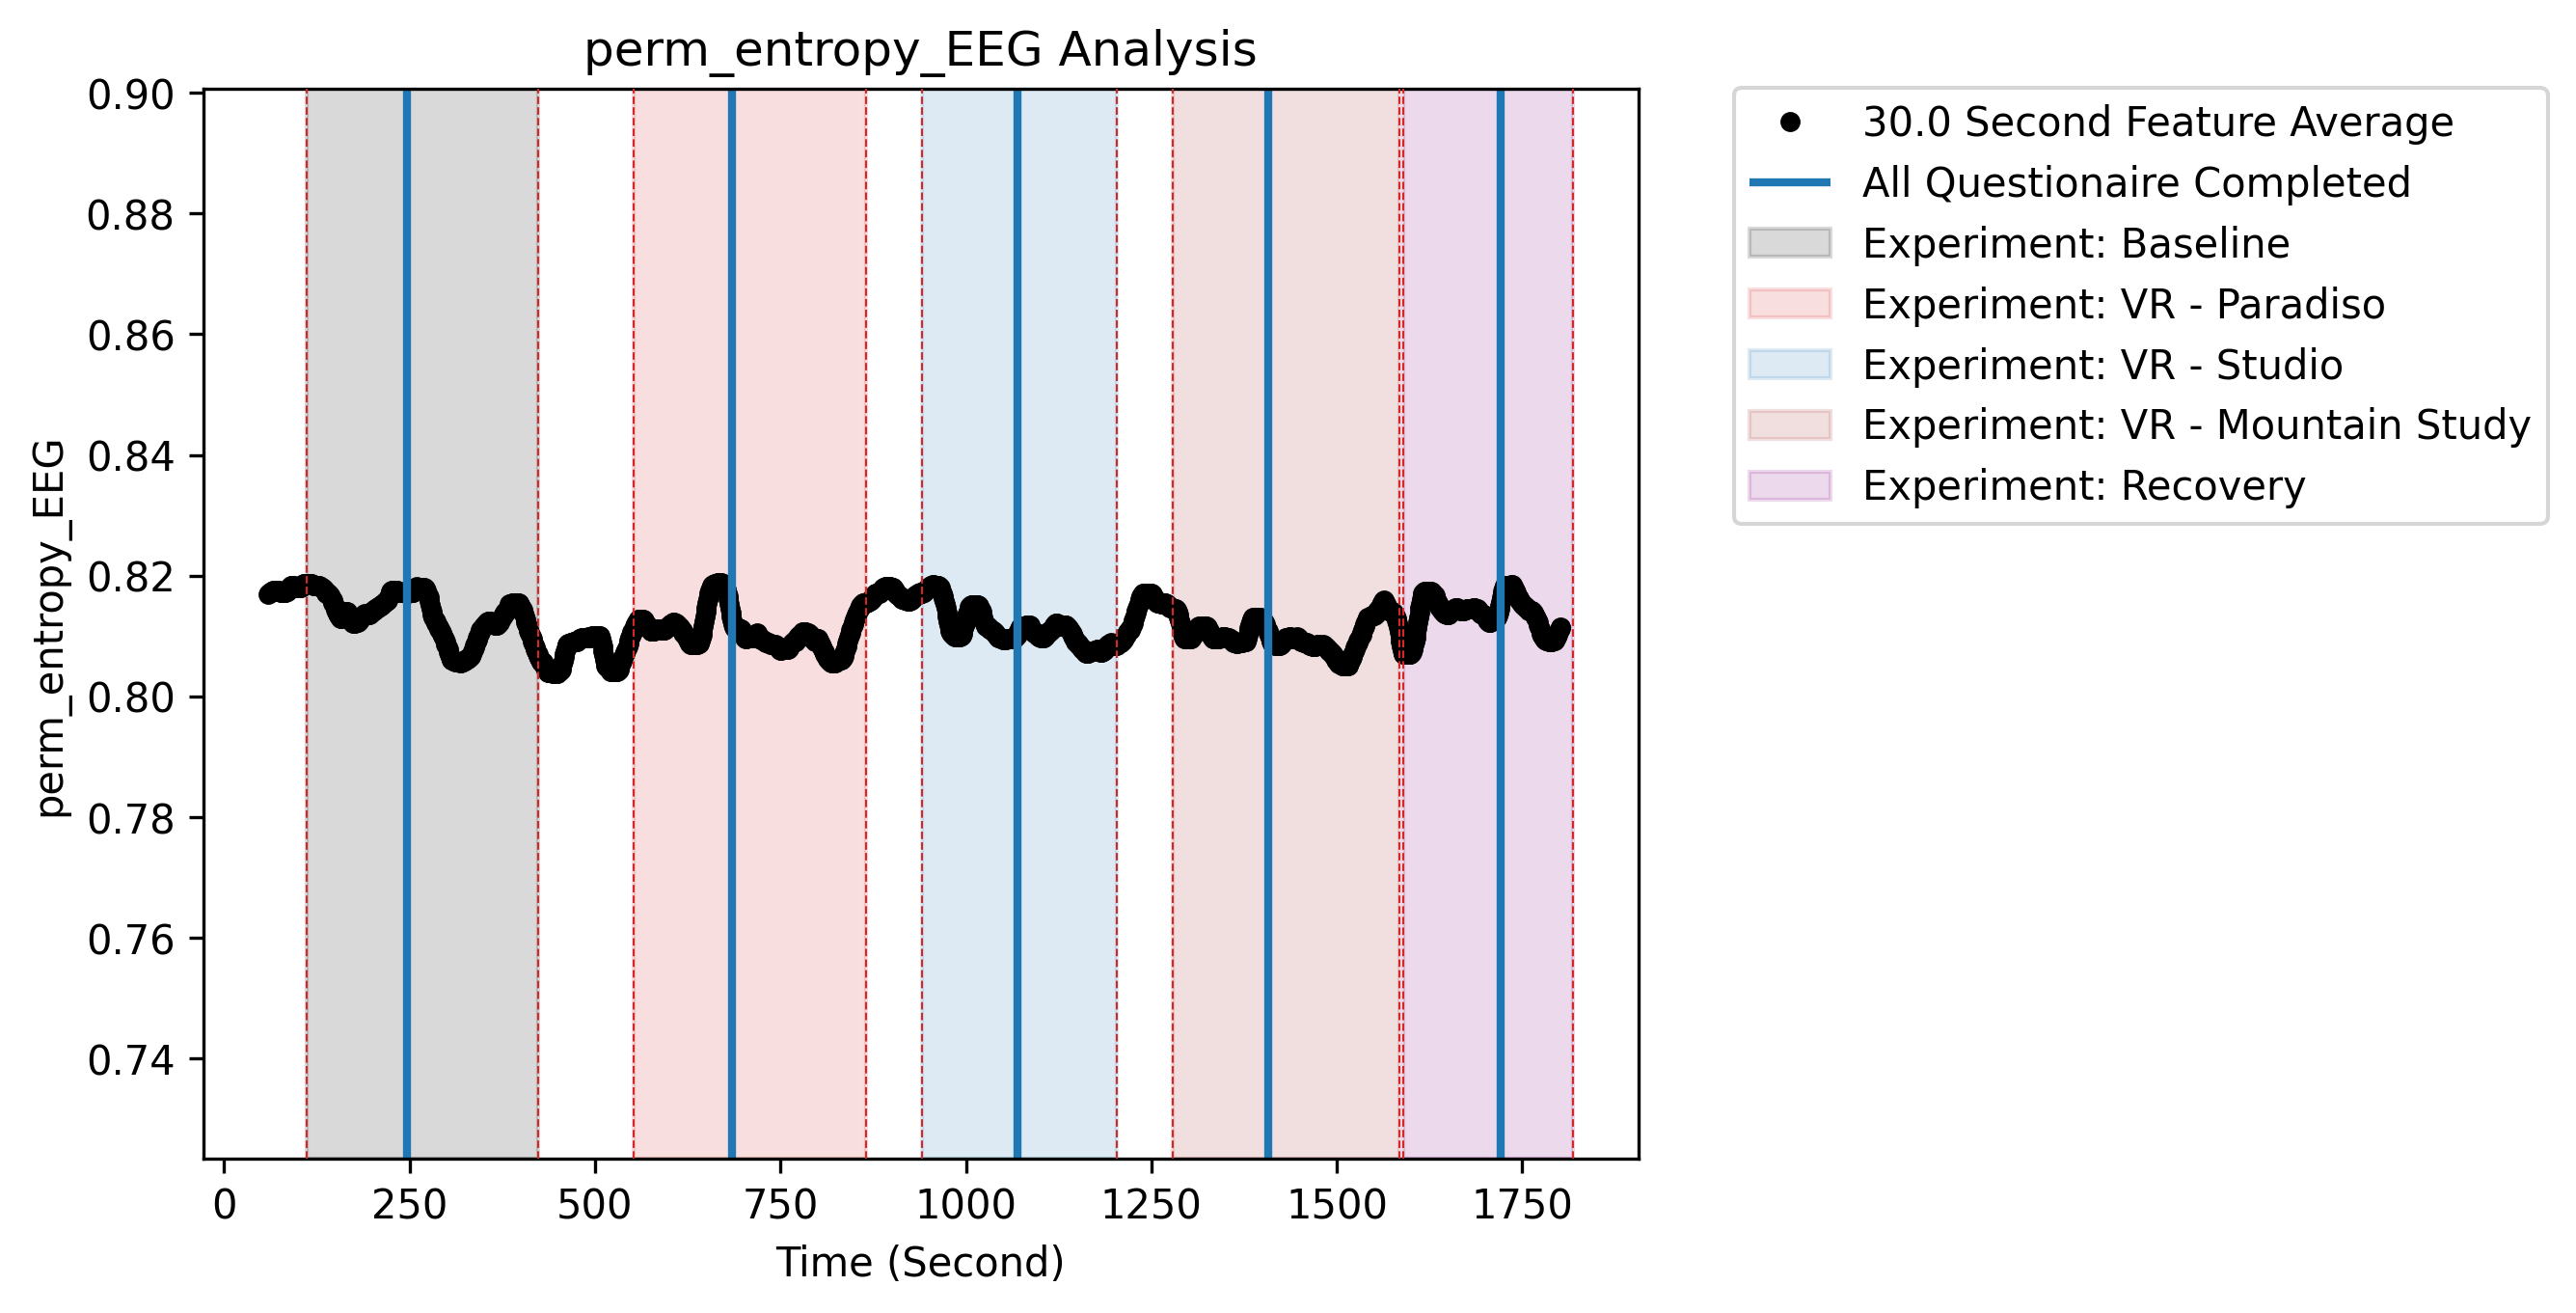 perm_entropy_EEG Analysis
perm_entropy_EEG
0.90
0.88
0.86
0.84
0.82
0.80
0.78
0.76
0.74
0
250
500
750
1000
1250
1500
1750
Time (Second)
30.0 Second Feature Average
All Questionaire Completed
Experiment: Baseline
Experiment: VR - Paradiso
Experiment: VR - Studio
Experiment: VR - Mountain Study
Experiment: Recovery